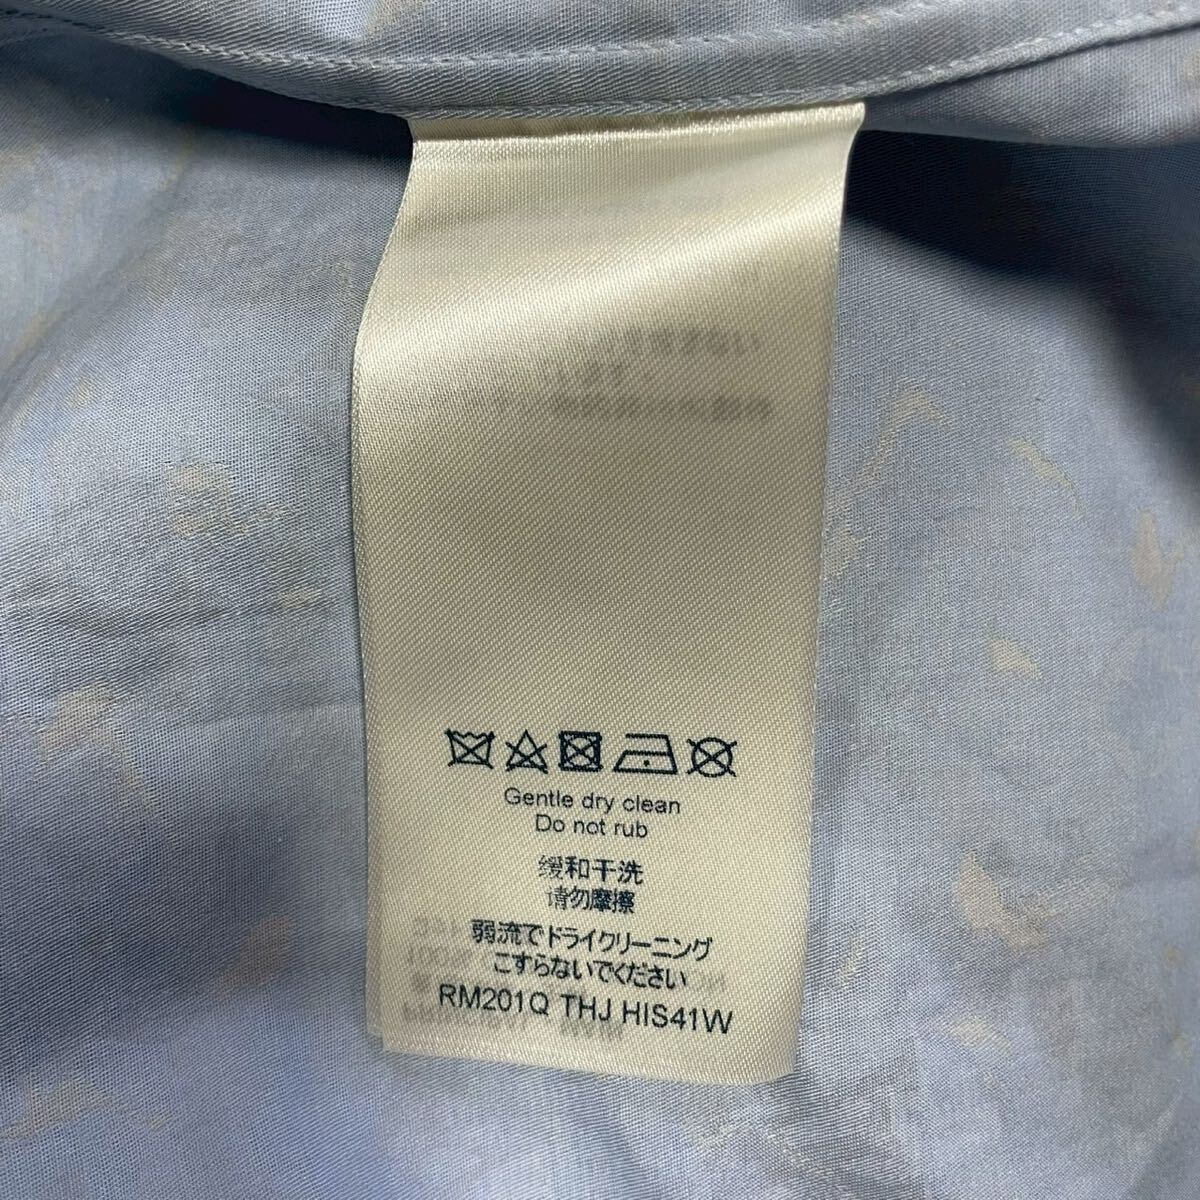 Gentle dry clean
Do not rub
缓和干洗
请勿摩擦
弱流でドライクリーニング
こすらないでください
RM201Q THJ HIS41W